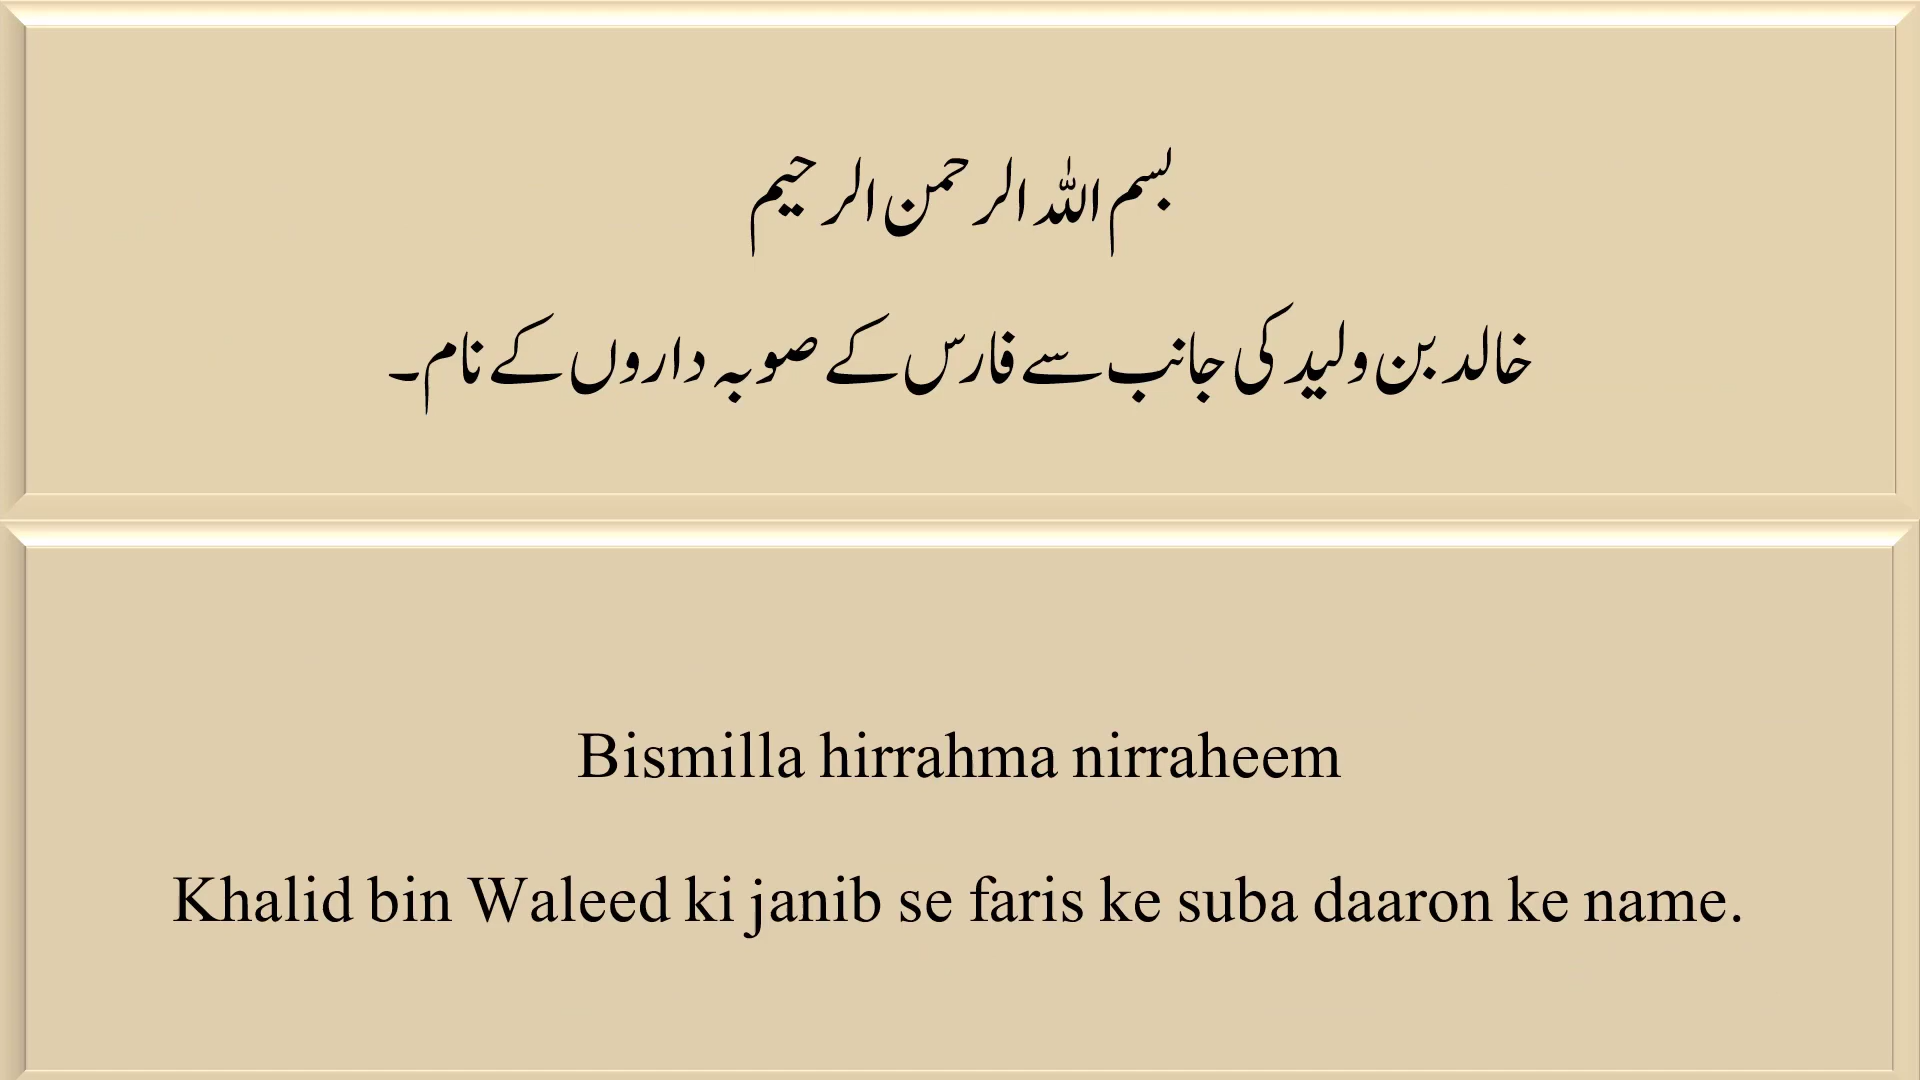 بسم اللہ الرحمن الرحیم
خالد بن ولید کی جانب سے فارس کے صوبہ داروں کے نام۔
Bismilla hirrahma nirraheem
Khalid bin Waleed ki janib se faris ke suba daaron ke name.